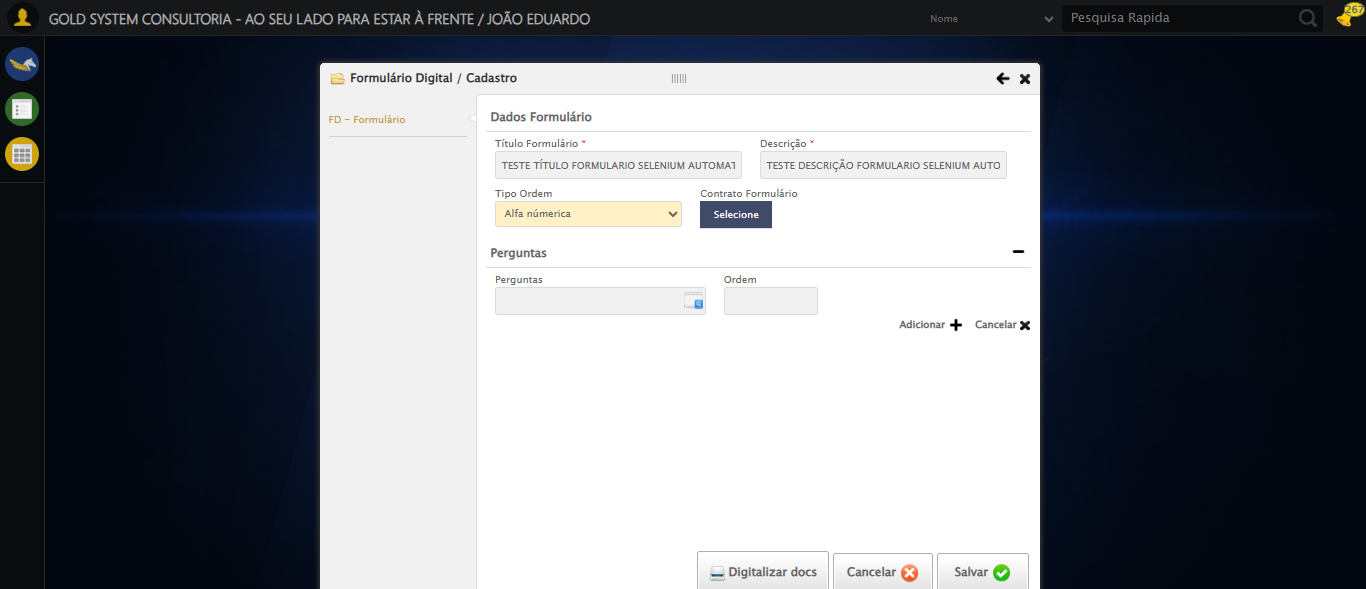 GOLD SYSTEM CONSULTORIA - AO SEU LADO PARA ESTAR À FRENTE / JOÃO EDUARDO
Nome
Pesquisa Rapida
267
Formulário Digital / Cadastro
FD - Formulário
Dados Formulário
Título Formulário *
Descrição *
TESTE TÍTULO FORMULARIO SELENIUM AUTOMAT
TESTE DESCRIÇÃO FORMULARIO SELENIUM AUTO
Tipo Ordem
Contrato Formulário
Alfa númerica
Selecione
Perguntas
Perguntas
Ordem
Adicionar
Cancelar
Digitalizar docs
Cancelar
Salvar